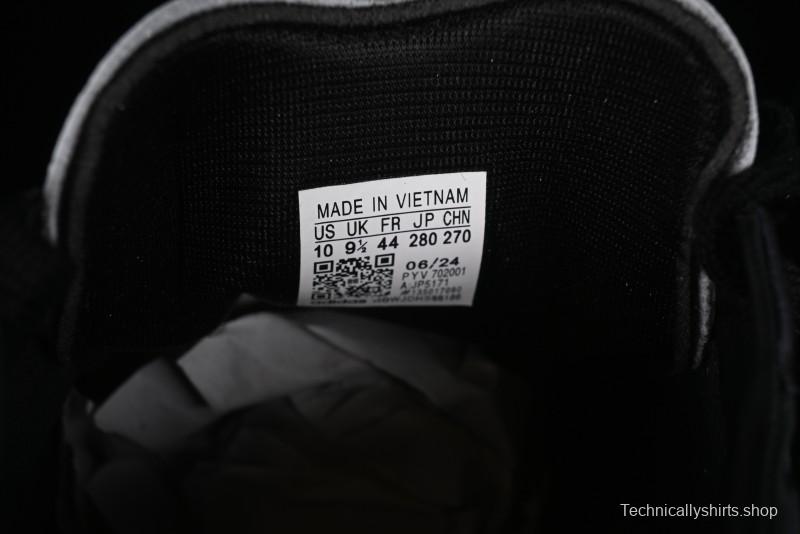 MADE IN VIETNAM
US UK FR JP CHN
10 9½ 44 280 270
06/24
PYV 702001
A.JP5171
Technicallyshirts.shop